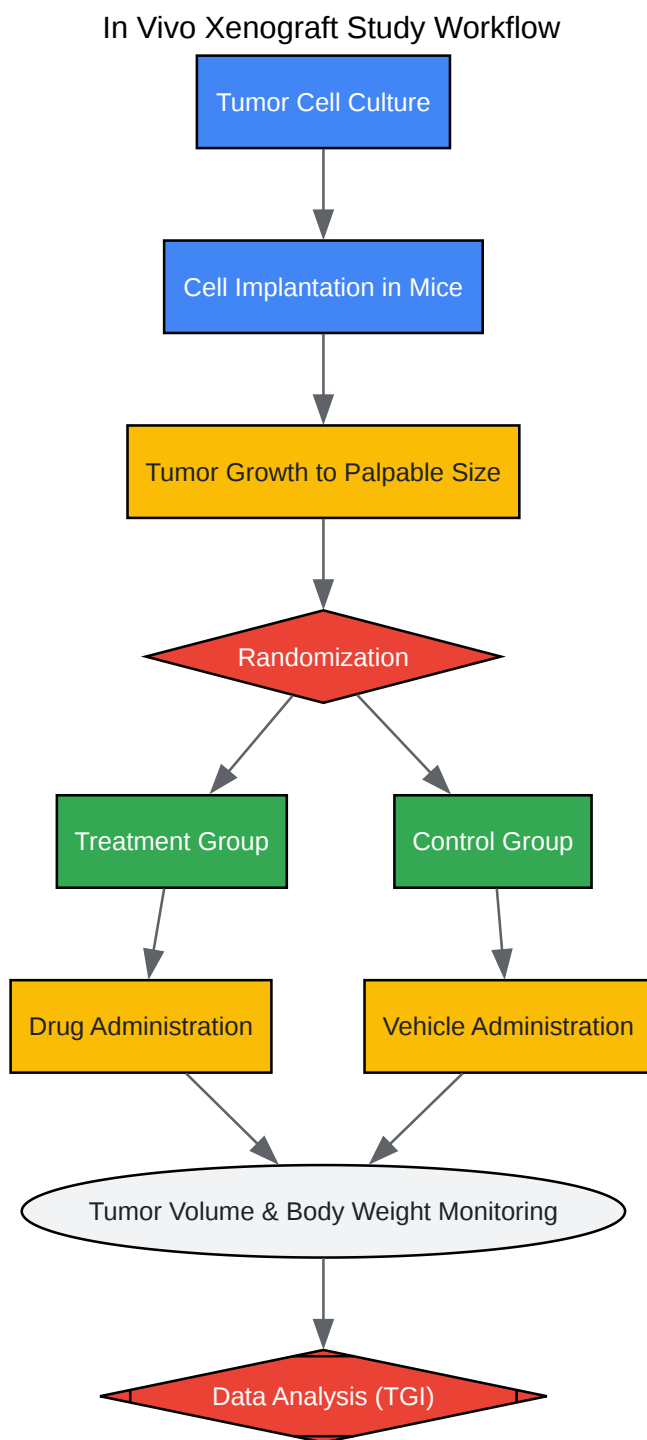 In Vivo Xenograft Study Workflow
Tumor Cell Culture
Cell Implantation in Mice
Tumor Growth to Palpable Size
Randomization
Treatment Group
Control Group
Drug Administration
Vehicle Administration
Tumor Volume & Body Weight Monitoring
Data Analysis (TGI)